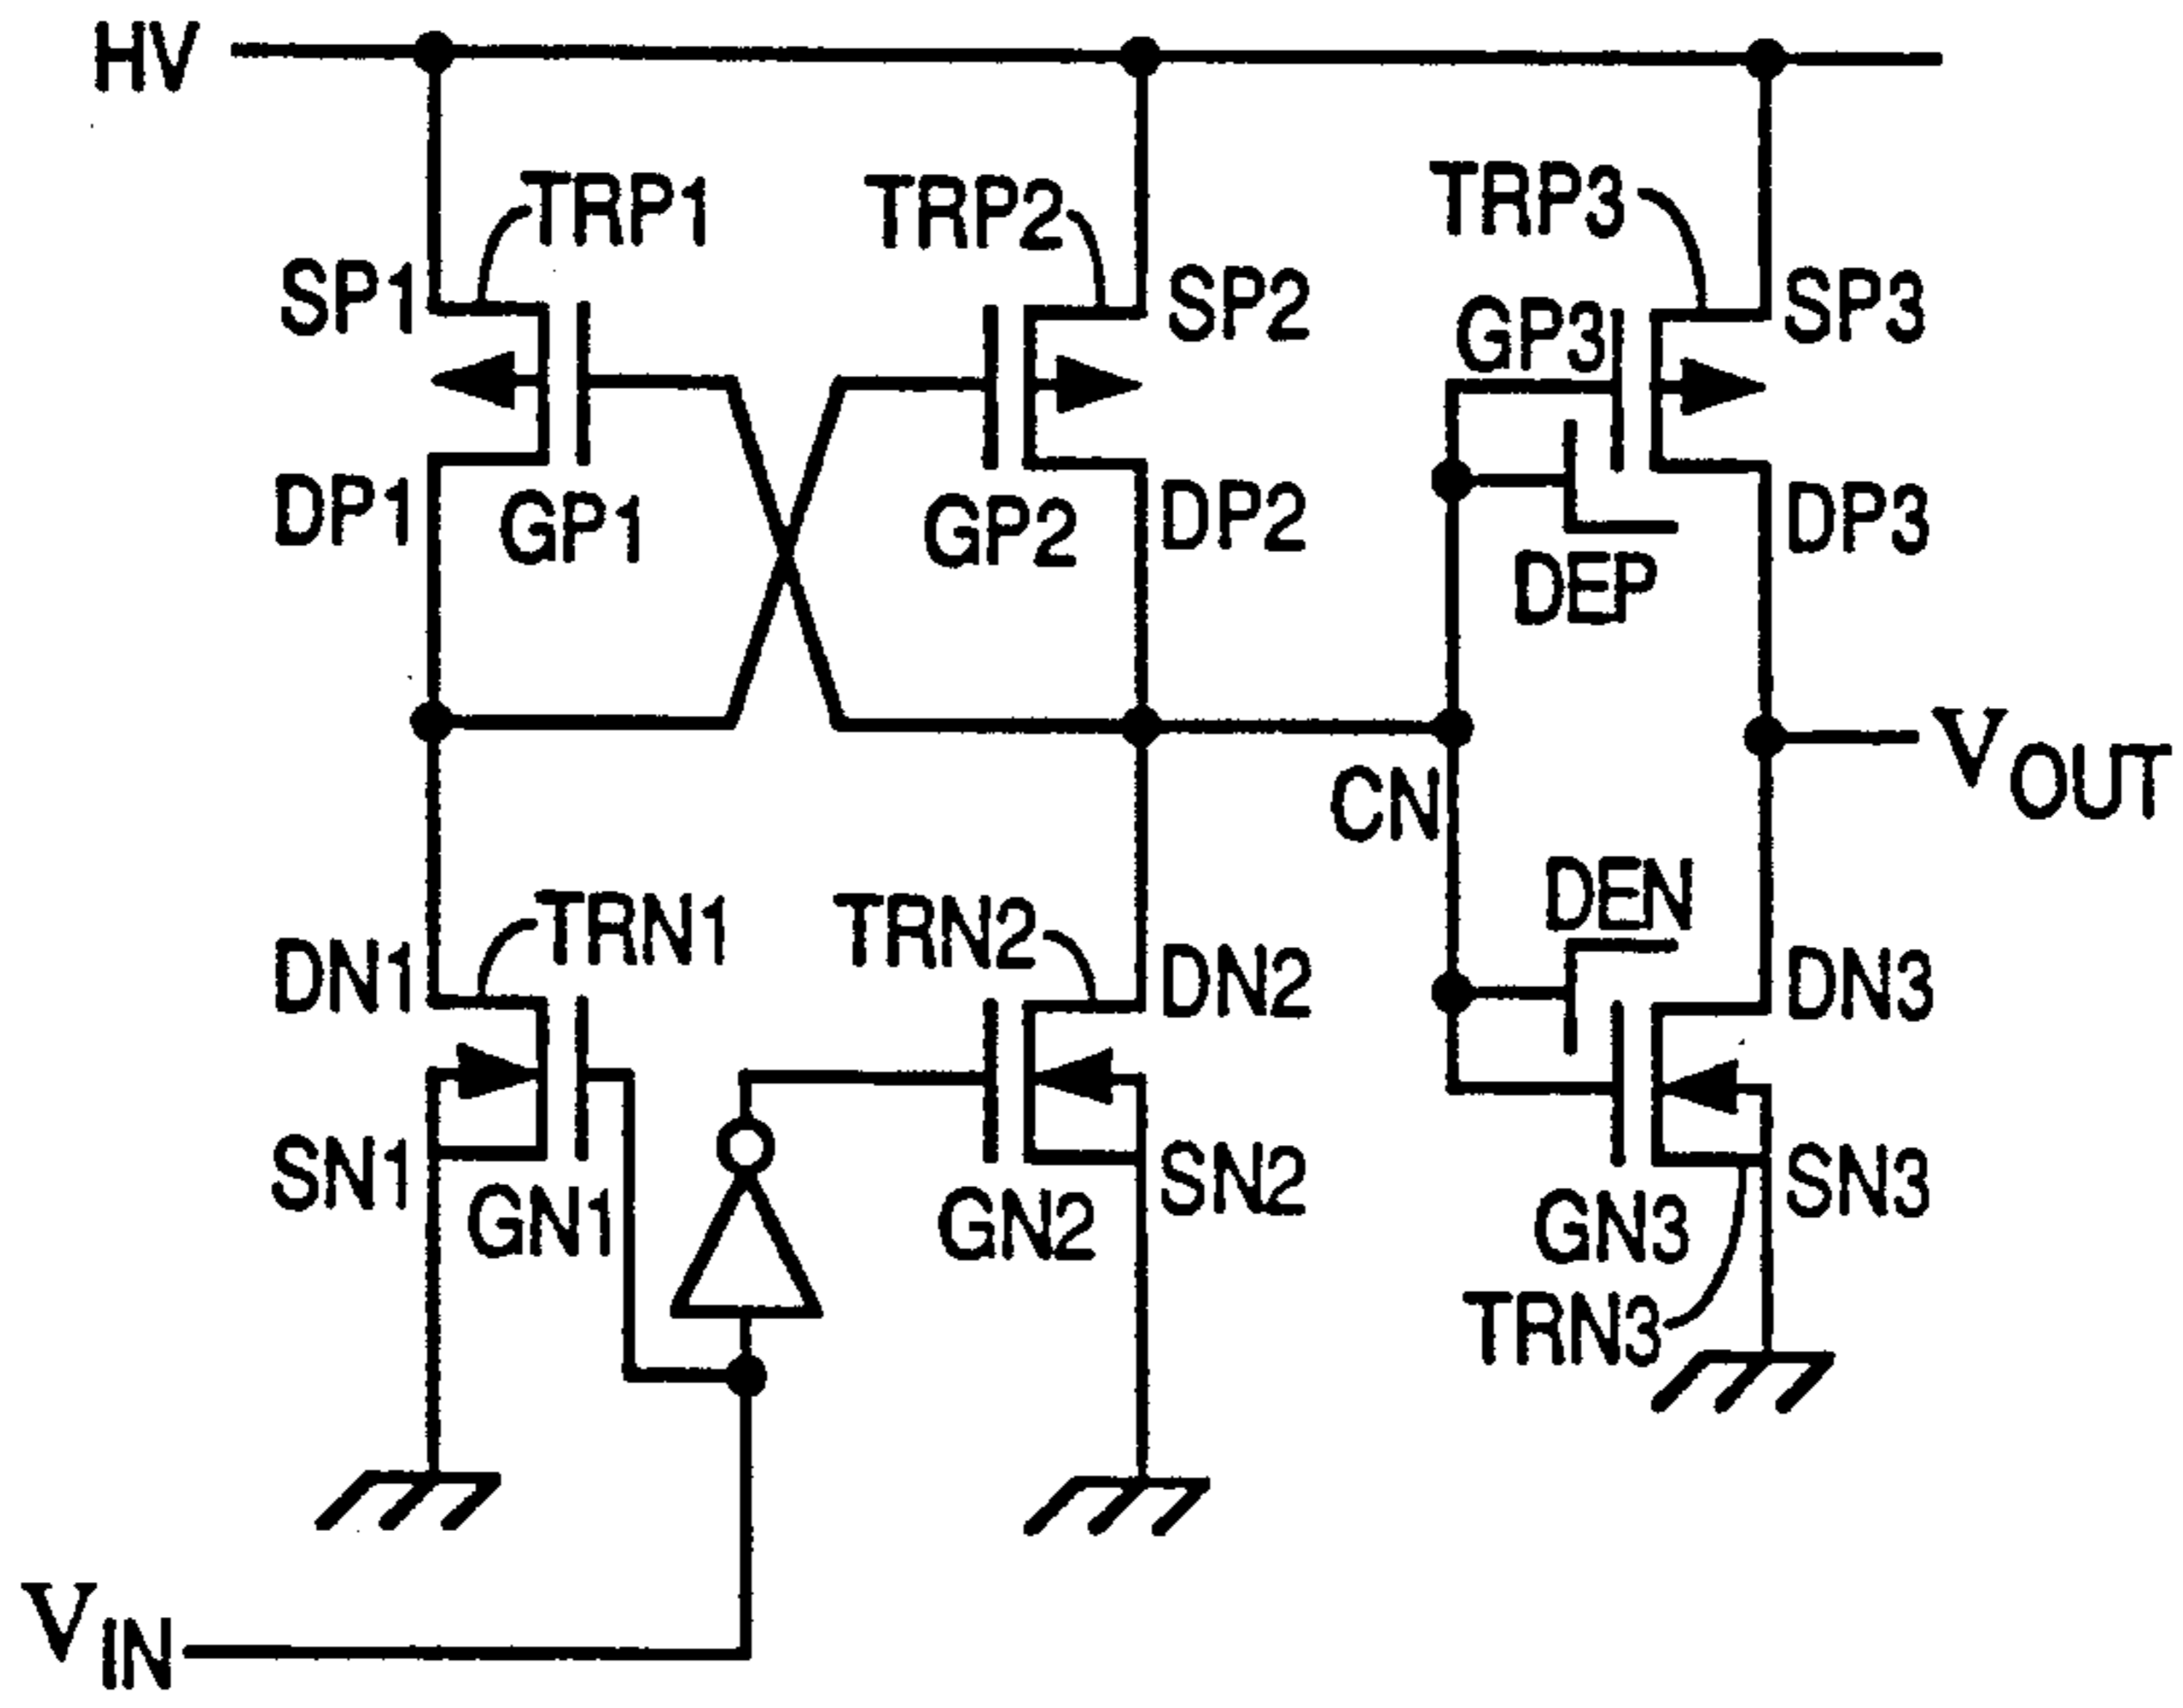 HV
TRP1
TRP2
TRP3
SP1
SP2
GP3
SP3
DP1
GP1
GP2
DP2
DP3
DEP
VOUT
CN
DEN
TRN1
TRN2
DN1
DN2
DN3
SN1
GN1
GN2
SN2
GN3
SN3
TRN3
VIN